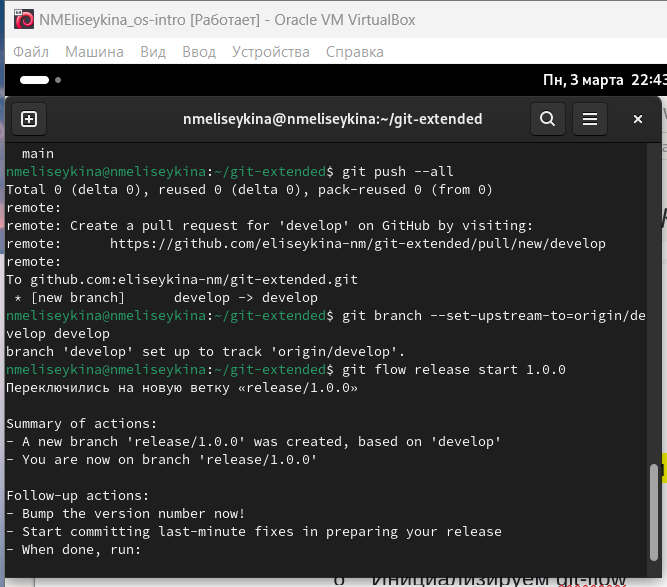 NMEliseykina_os-intro [Работает] - Oracle VM VirtualBox
Файл Машина Вид Ввод Устройства Справка
Пн, 3 марта 22:43
nmeliseykina@nmeliseykina:~/git-extended
main
nmeliseykina@nmeliseykina:~/git-extended$ git push --all
Total 0 (delta 0), reused 0 (delta 0), pack-reused 0 (from 0)
remote:
remote: Create a pull request for 'develop' on GitHub by visiting:
remote:      https://github.com/eliseykina-nm/git-extended/pull/new/develop
remote:
To github.com:eliseykina-nm/git-extended.git
 * [new branch]      develop -> develop
nmeliseykina@nmeliseykina:~/git-extended$ git branch --set-upstream-to=origin/de
velop develop
branch 'develop' set up to track 'origin/develop'.
nmeliseykina@nmeliseykina:~/git-extended$ git flow release start 1.0.0
Переключились на новую ветку «release/1.0.0»
Summary of actions:
- A new branch 'release/1.0.0' was created, based on 'develop'
- You are now on branch 'release/1.0.0'
Follow-up actions:
- Bump the version number now!
- Start committing last-minute fixes in preparing your release
- When done, run:
Инициализируем git-flow